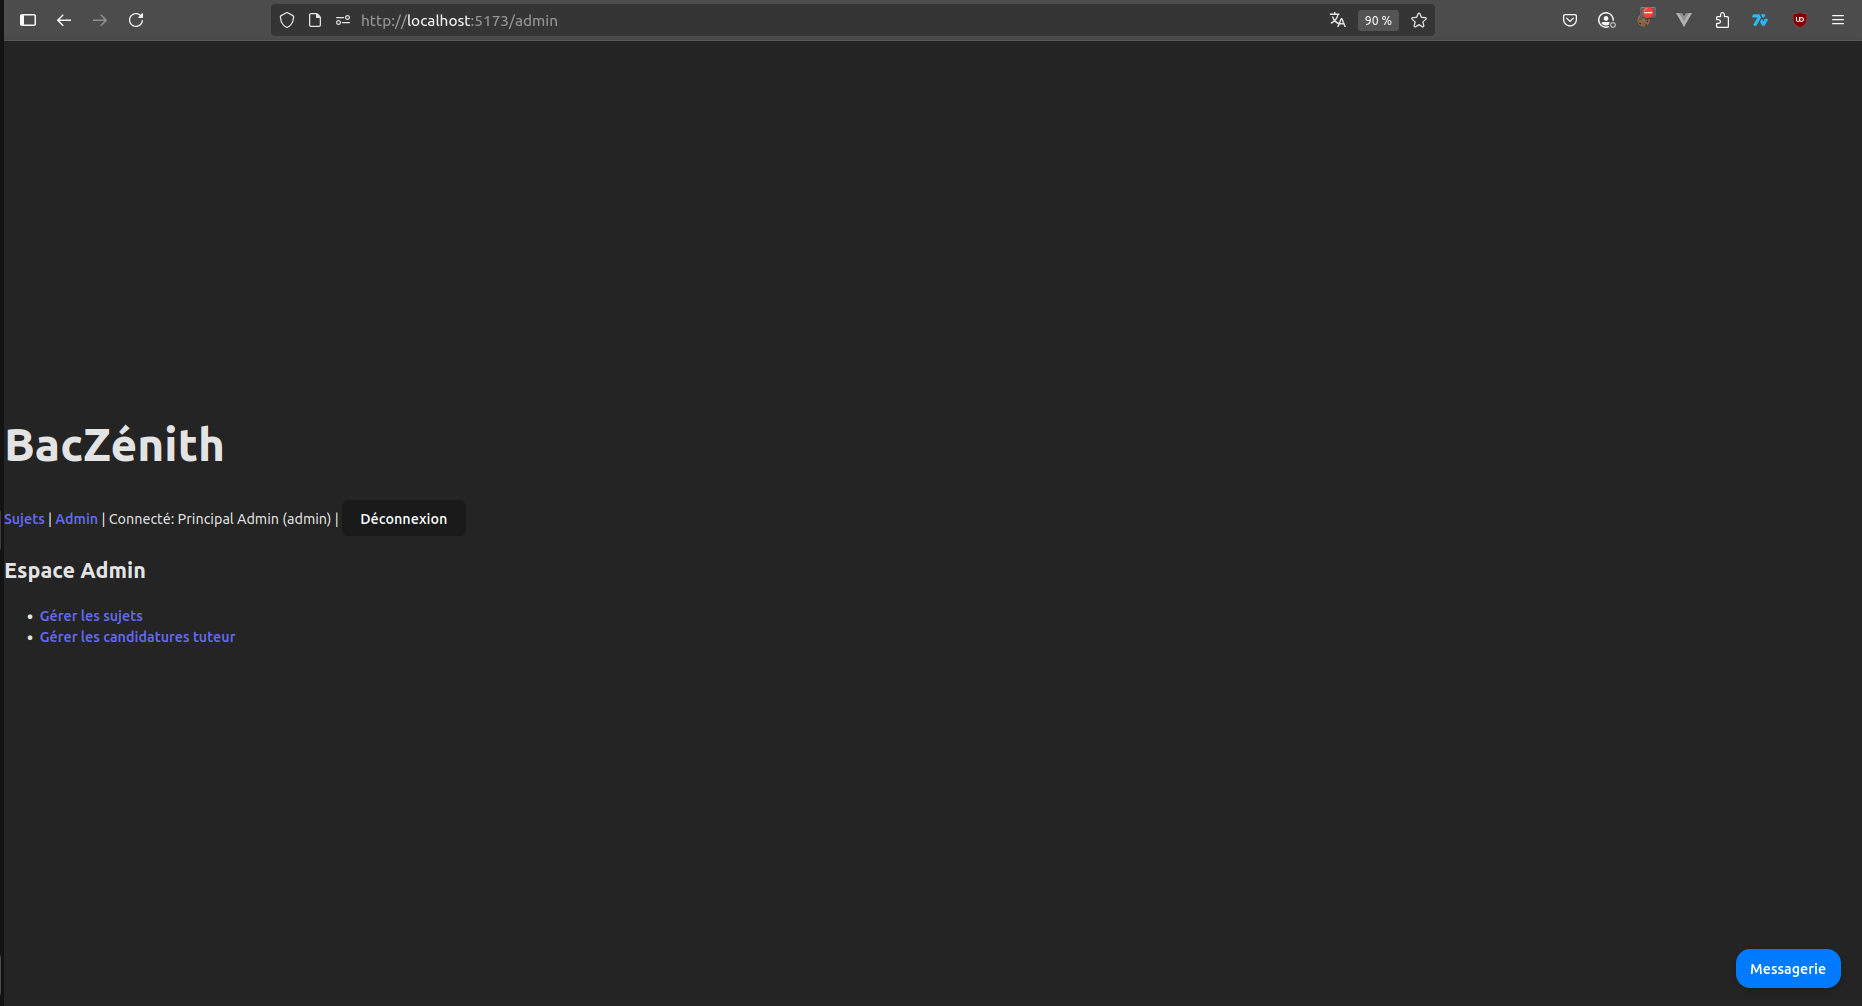 http://localhost:5173/admin
90 %
BacZénith
Sujets | Admin | Connecté: Principal Admin (admin) | Déconnexion
Espace Admin
• Gérer les sujets
• Gérer les candidatures tuteur
Messagerie